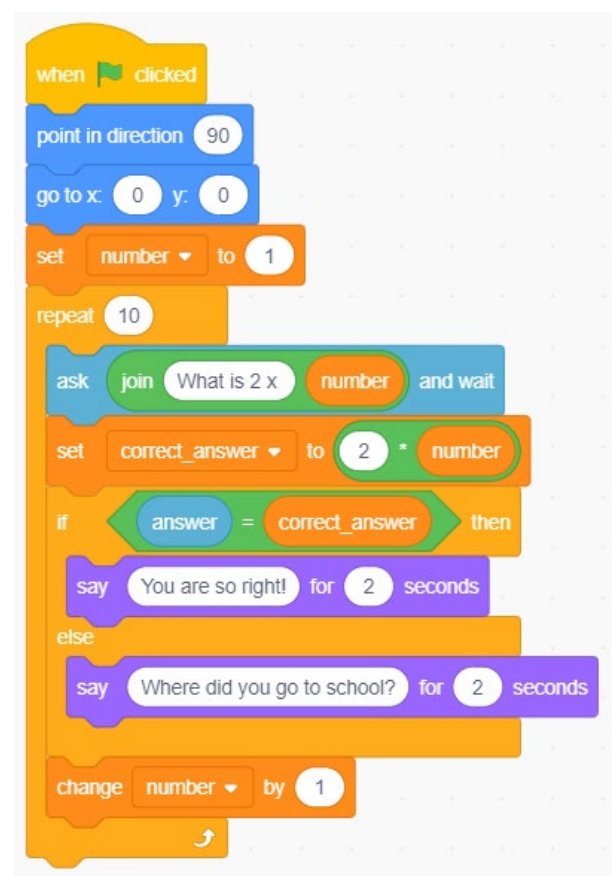 when clicked
point in direction 90
go to x: 0 y: 0
set number to 1
repeat 10
ask join What is 2 x number and wait
set correct_answer to 2 * number
if answer = correct_answer then
say You are so right! for 2 seconds
else
say Where did you go to school? for 2 seconds
change number by 1